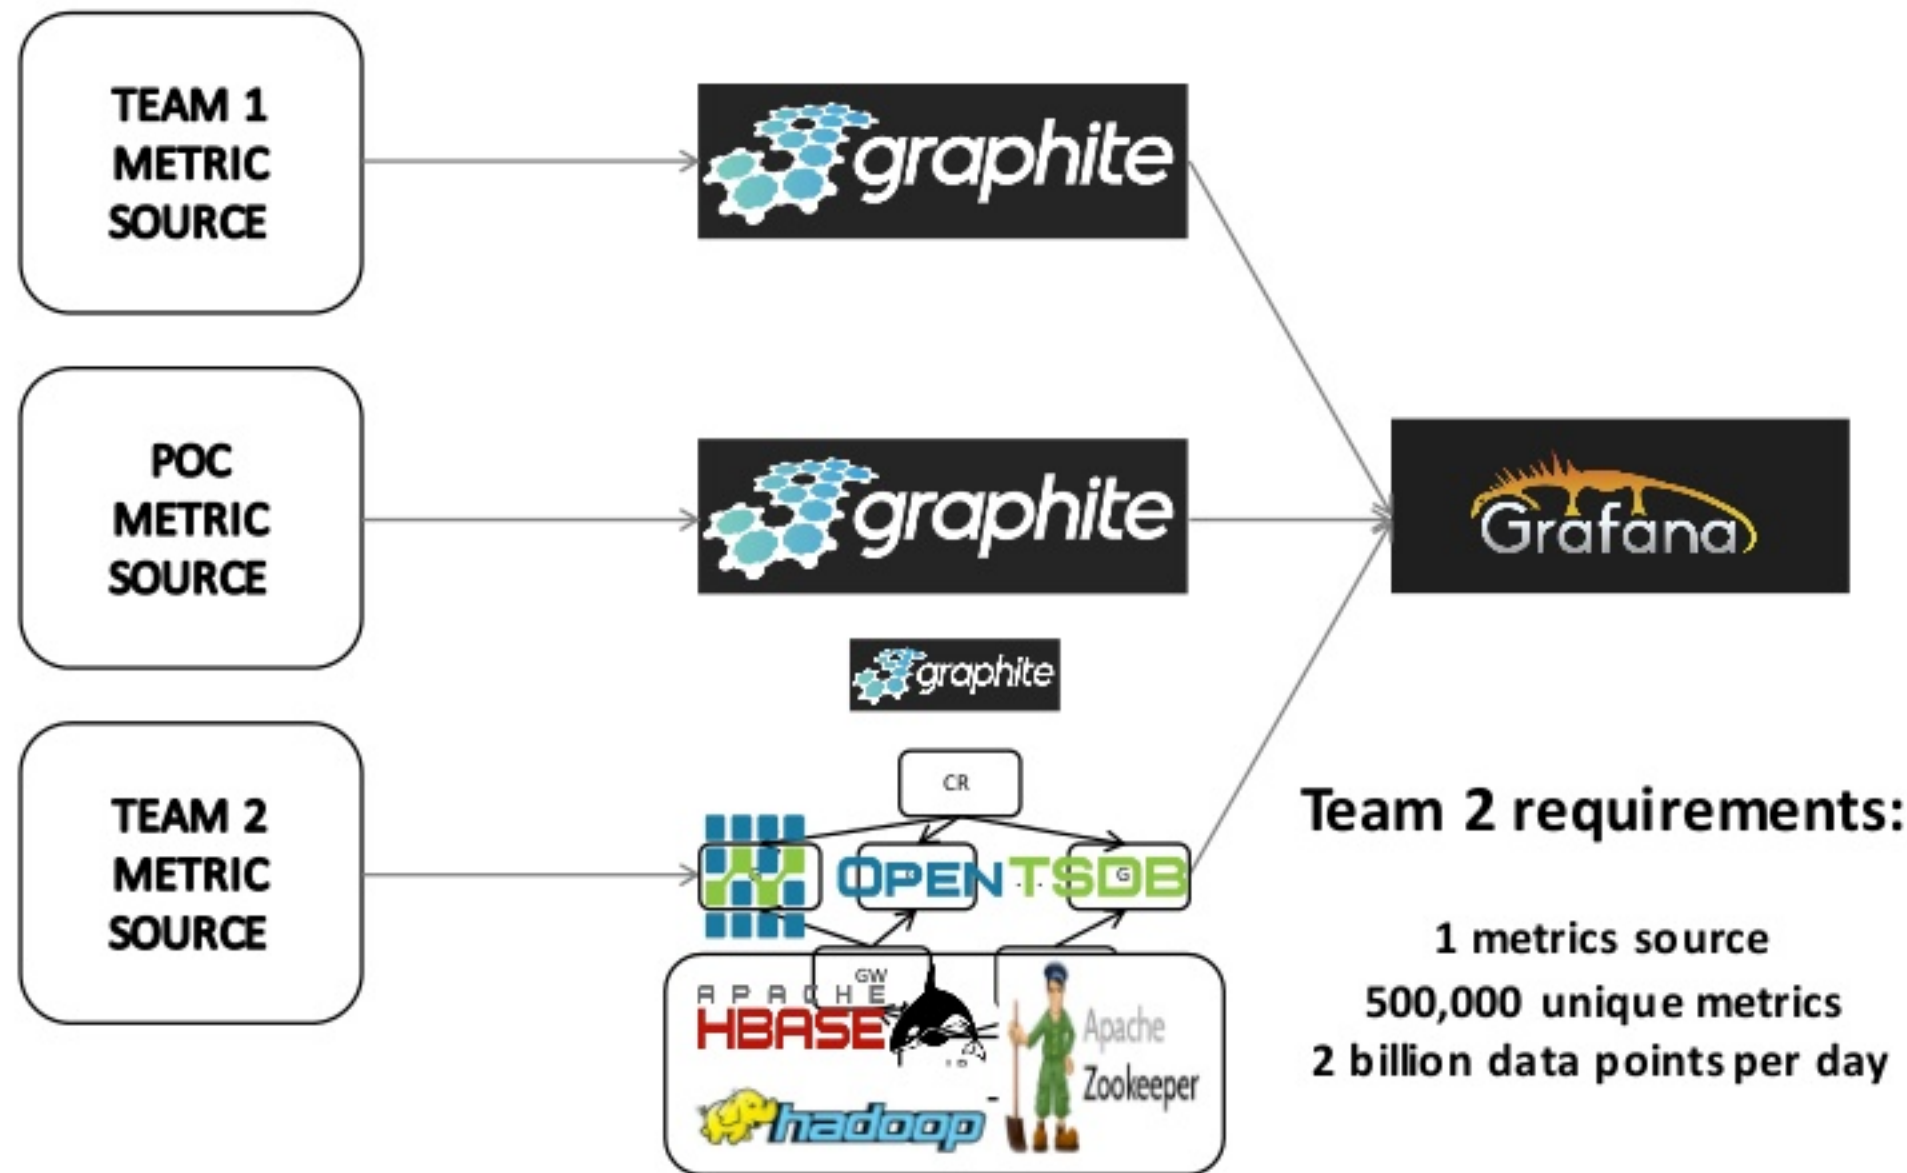 TEAM 1
METRIC
SOURCE
graphite
POC
METRIC
SOURCE
graphite
Grafana
graphite
TEAM 2
METRIC
SOURCE
CR
OPENTSDB
G
GW
APACHE
HBASE
hadoop
Apache
Zookeeper
Team 2 requirements:
1 metrics source
500,000 unique metrics
2 billion data points per day